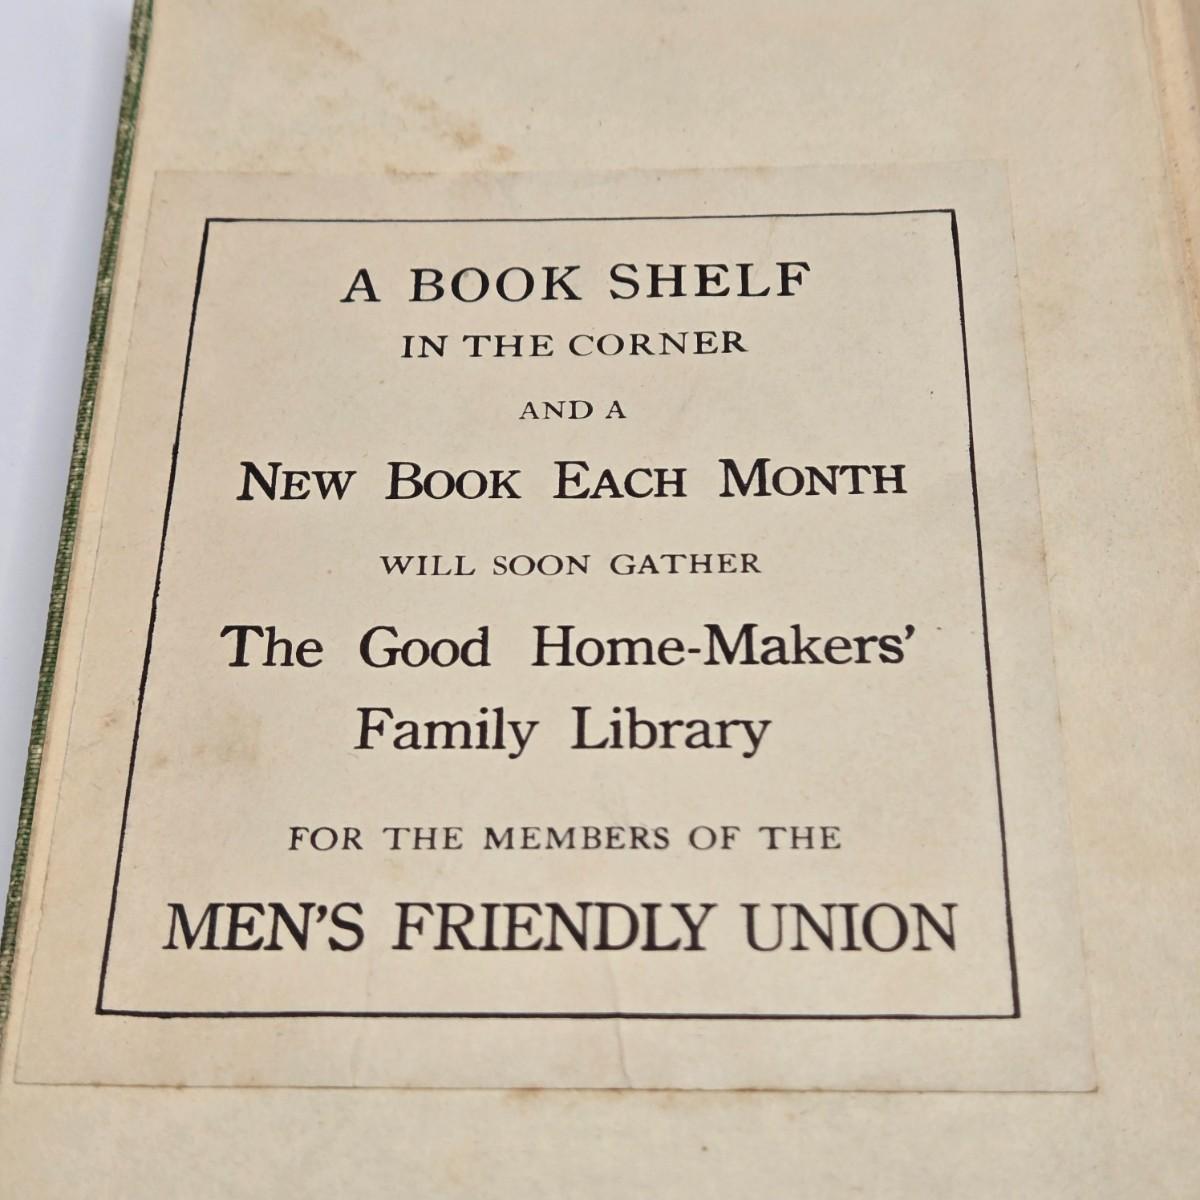 A BOOK SHELF
IN THE CORNER
AND A
NEW BOOK EACH MONTH
WILL SOON GATHER
The Good Home-Makers'
Family Library
FOR THE MEMBERS OF THE
MEN'S FRIENDLY UNION